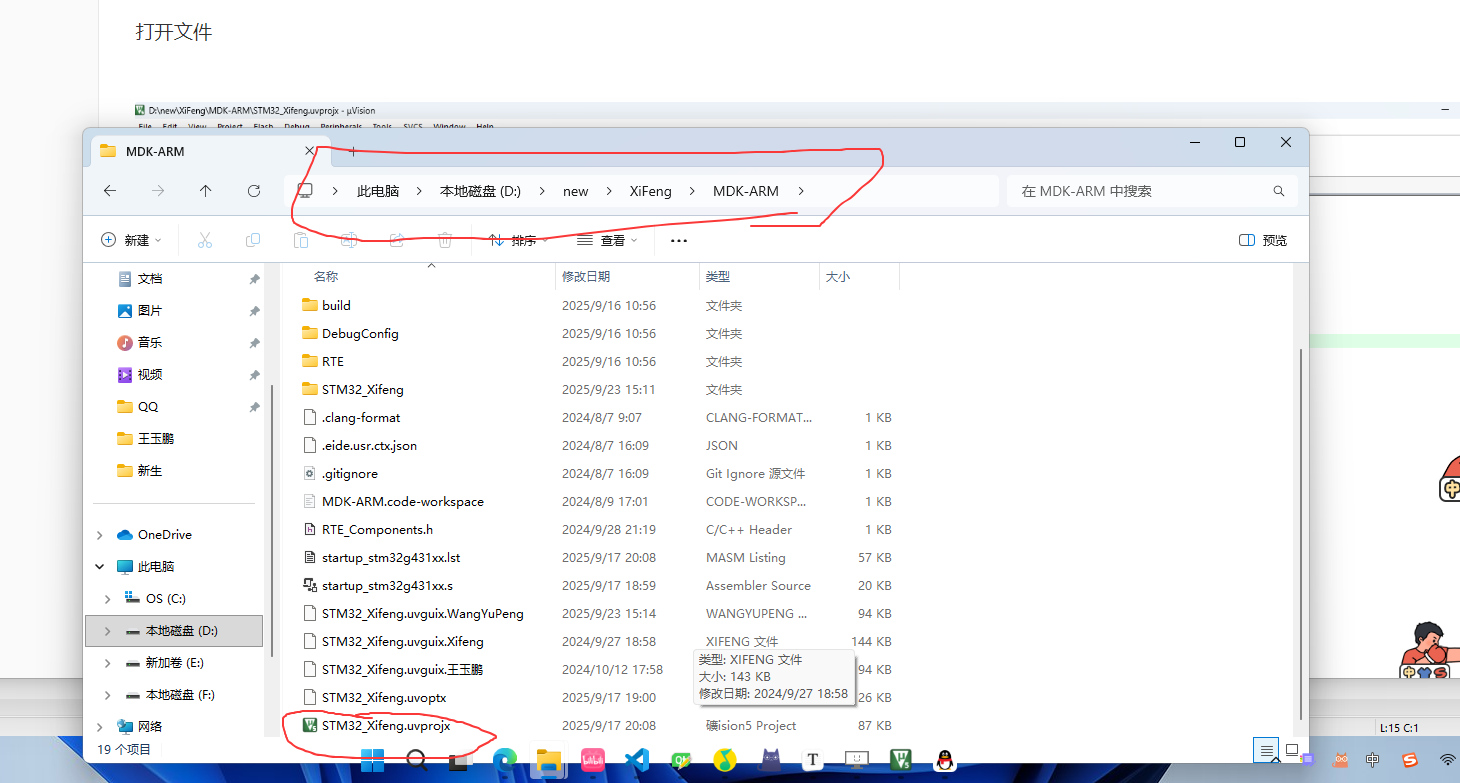 打开文件
D:\new\XiFeng\MDK-ARM\STM32_Xifeng.uvprojx - µVision
File Edit View Project Flash Debug Peripherals Tools SVCS Window Help
MDK-ARM
此电脑 本地磁盘 (D:) new XiFeng MDK-ARM
在 MDK-ARM 中搜索
新建 排序 查看 预览
名称 修改日期 类型 大小
文档
图片
音乐
视频
QQ
王玉鹏
新生
OneDrive
此电脑
OS (C:)
本地磁盘 (D:)
新加卷 (E:)
本地磁盘 (F:)
网络
build 2025/9/16 10:56 文件夹
DebugConfig 2025/9/16 10:56 文件夹
RTE 2025/9/16 10:56 文件夹
STM32_Xifeng 2025/9/23 15:11 文件夹
.clang-format 2024/8/7 9:07 CLANG-FORMAT... 1 KB
.eide.usr.ctx.json 2024/8/7 16:09 JSON 1 KB
.gitignore 2024/8/7 16:09 Git Ignore 源文件 1 KB
MDK-ARM.code-workspace 2024/8/9 17:01 CODE-WORKSP... 1 KB
RTE_Components.h 2024/9/28 21:19 C/C++ Header 1 KB
startup_stm32g431xx.lst 2025/9/17 20:08 MASM Listing 57 KB
startup_stm32g431xx.s 2025/9/17 18:59 Assembler Source 20 KB
STM32_Xifeng.uvguix.WangYuPeng 2025/9/23 15:14 WANGYUPENG ... 94 KB
STM32_Xifeng.uvguix.Xifeng 2024/9/27 18:58 XIFENG 文件 144 KB
STM32_Xifeng.uvguix.王玉鹏 2024/10/12 17:58 94 KB
STM32_Xifeng.uvoptx 2025/9/17 19:00 26 KB
STM32_Xifeng.uvprojx 2025/9/17 20:08 礦ision5 Project 87 KB
类型: XIFENG 文件
大小: 143 KB
修改日期: 2024/9/27 18:58
19 个项目
L:15 C:1
中